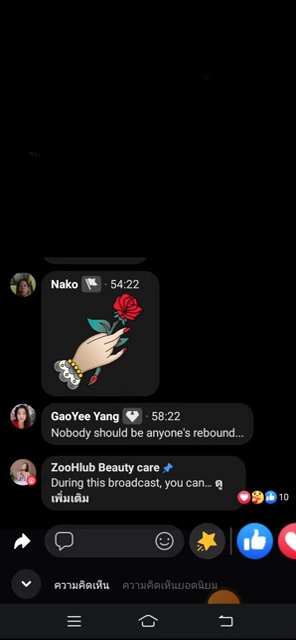 Nako · 54:22
GaoYee Yang · 58:22
Nobody should be anyone's rebound...
ZooHlub Beauty care
During this broadcast, you can... ดู
เพิ่มเติม
10
ความคิดเห็น ความคิดเห็นยอดนิยม